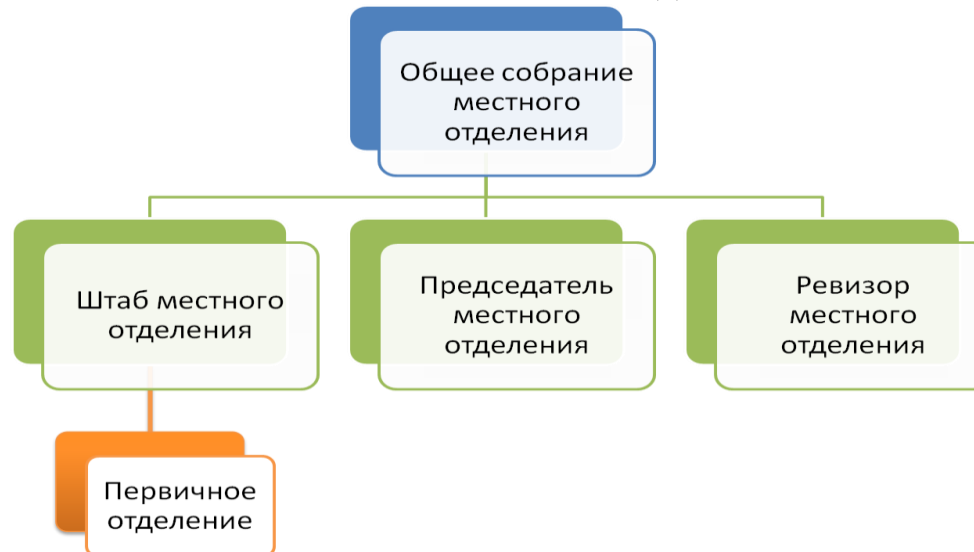 Общее собрание
местного
отделения
Штаб местного
отделения
Председатель
местного
отделения
Ревизор
местного
отделения
Первичное
отделение